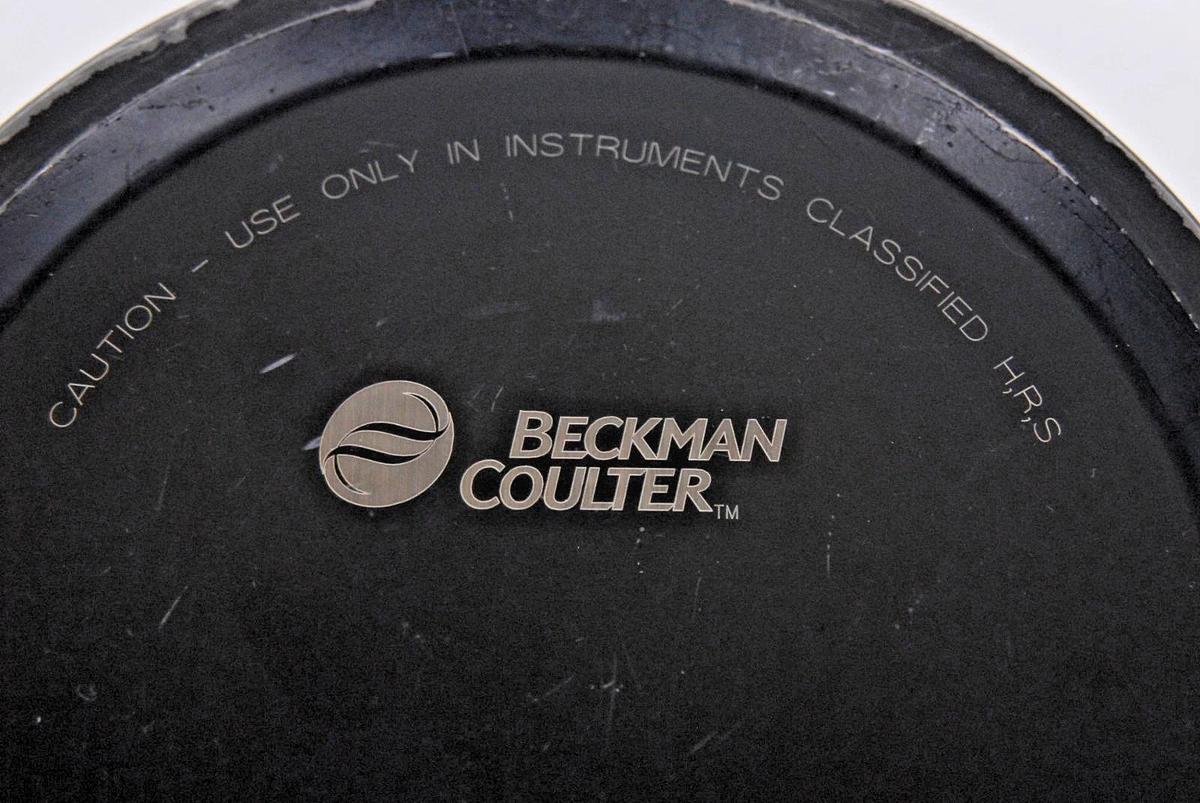 CAUTION - USE ONLY IN INSTRUMENTS CLASSIFIED H,R,S
BECKMAN
COULTER™